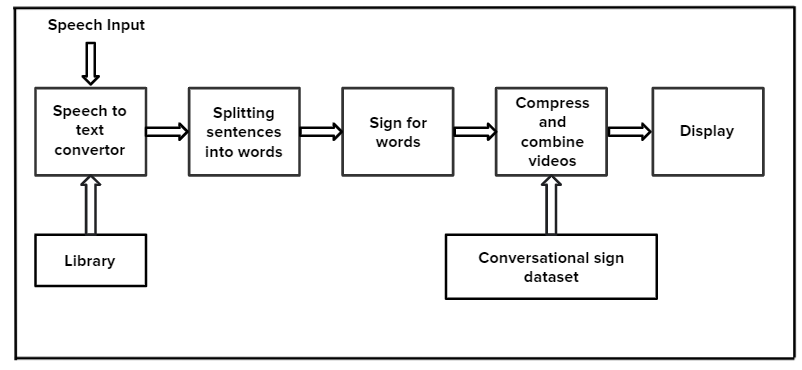 Speech Input
Speech to
text
convertor
Splitting
sentences
into words
Sign for
words
Compress
and
combine
videos
Display
Library
Conversational sign
dataset